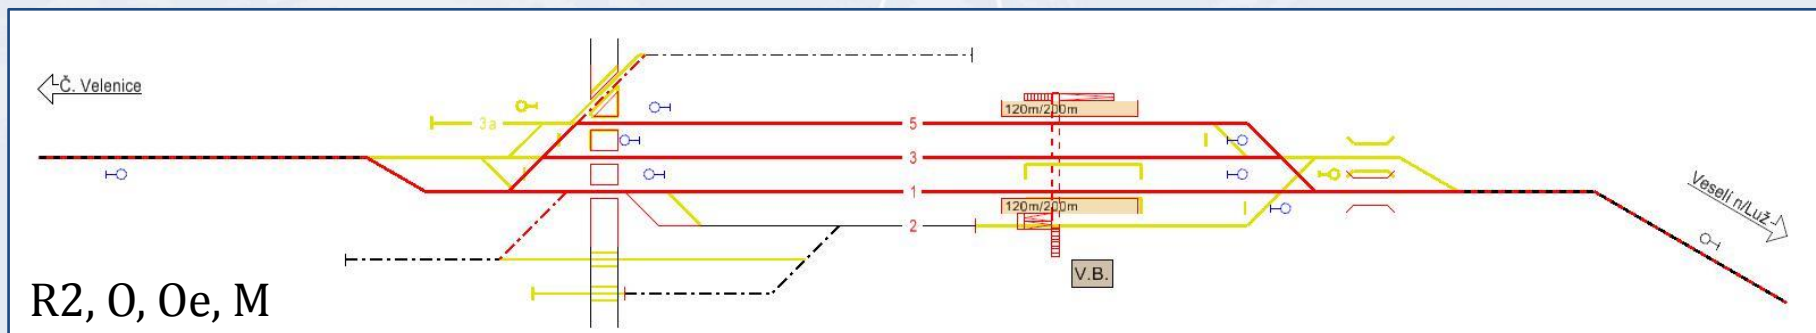 Č. Velenice
3a
5
3
1
2
120m/200m
120m/200m
V.B.
Veselí n/Luž
R2, O, Oe, M